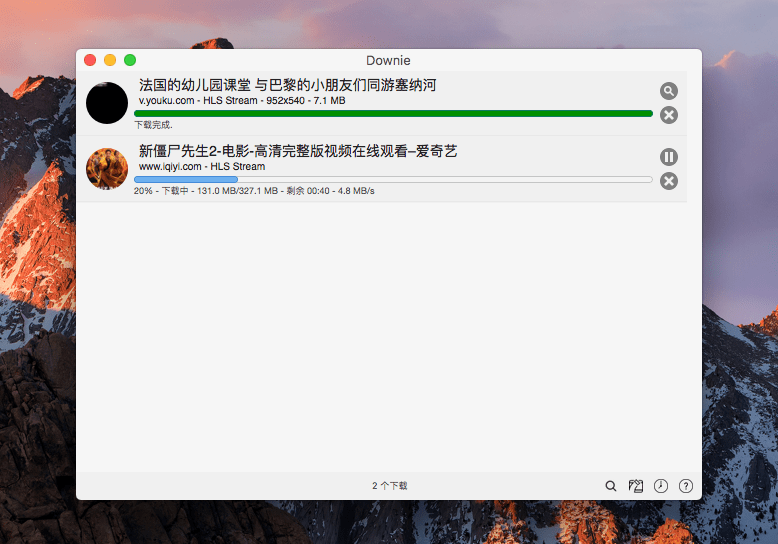 Downie
法国的幼儿园课堂 与巴黎的小朋友们同游塞纳河
v.youku.com - HLS Stream - 952x540 - 7.1 MB
下载完成.
新僵尸先生2-电影-高清完整版视频在线观看–爱奇艺
www.iqiyi.com - HLS Stream
20% - 下载中 - 131.0 MB/327.1 MB - 剩余 00:40 - 4.8 MB/s
2 个下载